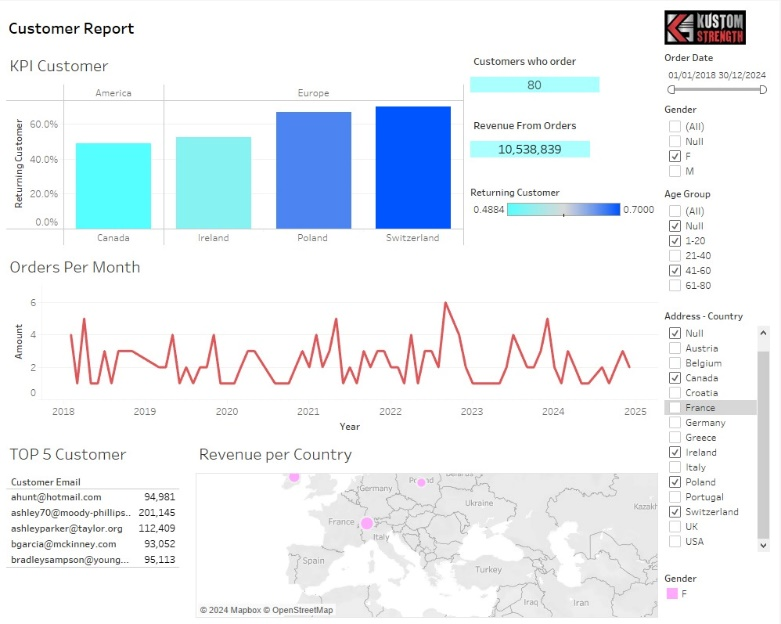 Customer Report
KUSTOM
STRENGTH
KPI Customer
America
Europe
Returning Customer
60.0%
40.0%
20.0%
0.0%
Canada
Ireland
Poland
Switzerland
Customers who order
80
Revenue From Orders
10,538,839
Returning Customer
0.4884
0.7000
Orders Per Month
Amount
6
4
2
0
2018
2019
2020
2021
2022
2023
2024
2025
Year
TOP 5 Customer
Customer Email
ahunt@hotmail.com 94,981
ashley70@moody-phillips.. 201,145
ashleyparker@taylor.org 112,409
bgarcia@mckinney.com 93,052
bradleysampson@young... 95,113
Revenue per Country
Germany
Ukraine
Kazakh
France
Italy
Spain
Turkey
Iraq
Iran
© 2024 Mapbox © OpenStreetMap
Order Date
01/01/2018 30/12/2024
Gender
(All)
Null
F
M
Age Group
(All)
Null
1-20
21-40
41-60
61-80
Address - Country
Null
Austria
Belgium
Canada
Croatia
France
Germany
Greece
Ireland
Italy
Poland
Portugal
Switzerland
UK
USA
Gender
F